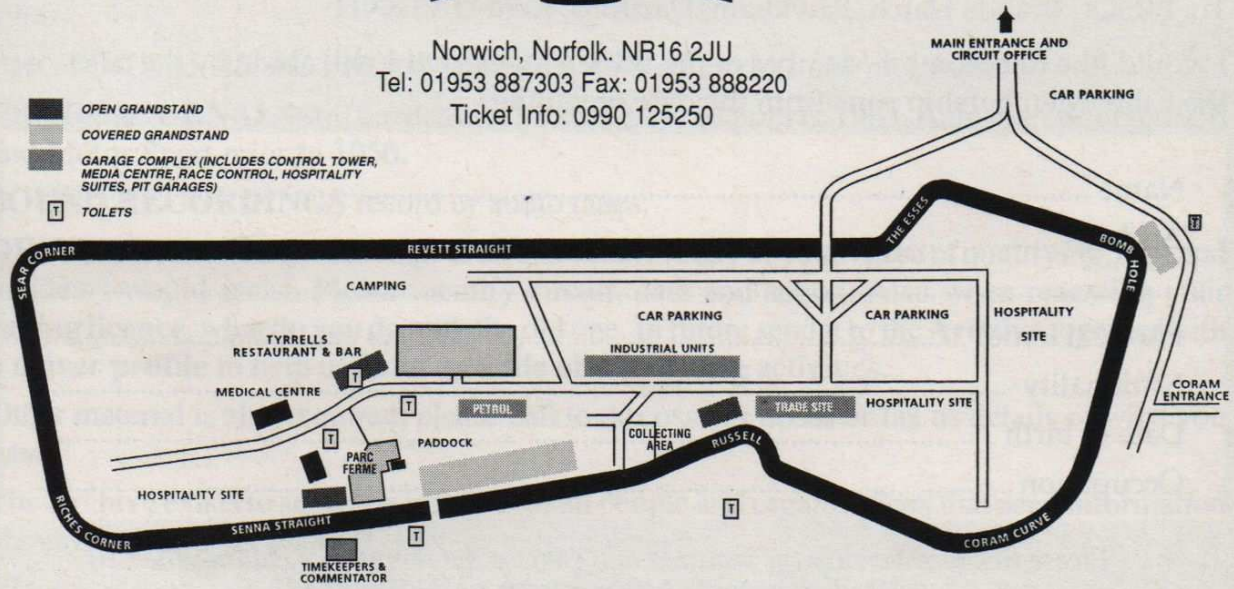 Norwich, Norfolk. NR16 2JU
Tel: 01953 887303 Fax: 01953 888220
Ticket Info: 0990 125250
MAIN ENTRANCE AND
CIRCUIT OFFICE
CAR PARKING
OPEN GRANDSTAND
COVERED GRANDSTAND
GARAGE COMPLEX (INCLUDES CONTROL TOWER,
MEDIA CENTRE, RACE CONTROL, HOSPITALITY
SUITES, PIT GARAGES)
T TOILETS
THE ESSES
T
BOMB HOLE
SEAR CORNER
REVETT STRAIGHT
CAMPING
CAR PARKING
CAR PARKING
HOSPITALITY
SITE
TYRRELLS
RESTAURANT & BAR
T
INDUSTRIAL UNITS
MEDICAL CENTRE
T
PETROL
TRADE SITE
HOSPITALITY SITE
CORAM
ENTRANCE
T
PARC
FERME
PADDOCK
COLLECTING
AREA
RUSSELL
HOSPITALITY SITE
RICHES CORNER
SENNA STRAIGHT
T
T
CORAM CURVE
TIMEKEEPERS &
COMMENTATOR